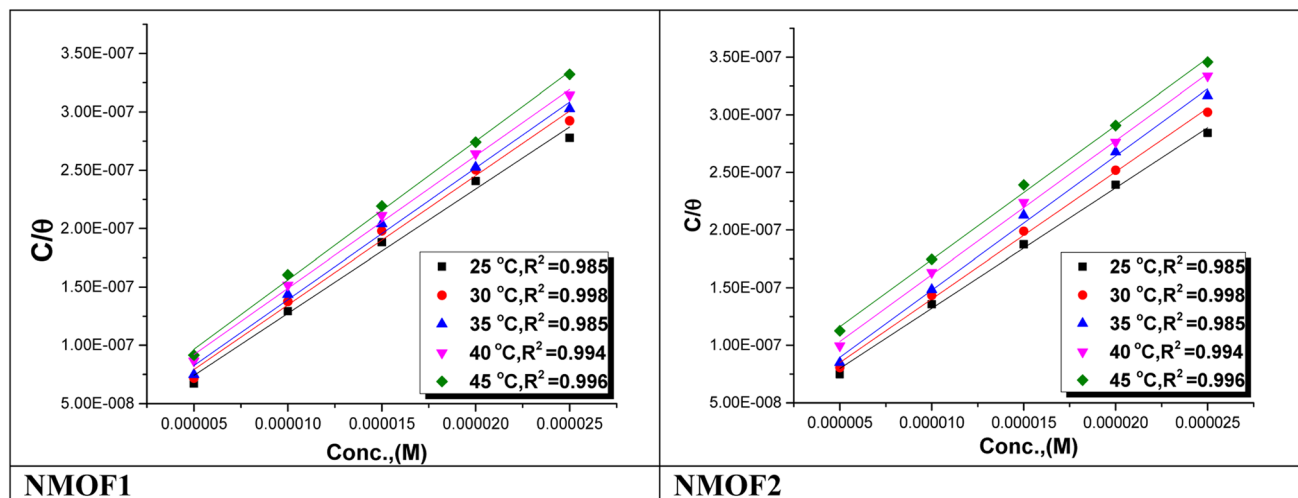 C/θ
3.50E-007
3.00E-007
2.50E-007
2.00E-007
1.50E-007
1.00E-007
5.00E-008
25 °C,R²=0.985
30 °C,R²=0.998
35 °C,R²=0.985
40 °C,R²=0.994
45 °C,R²=0.996
0.000005 0.000010 0.000015 0.000020 0.000025
Conc.,(M)
NMOF1
C/θ
3.50E-007
3.00E-007
2.50E-007
2.00E-007
1.50E-007
1.00E-007
5.00E-008
25 °C,R²=0.985
30 °C,R²=0.998
35 °C,R²=0.985
40 °C,R²=0.994
45 °C,R²=0.996
0.000005 0.000010 0.000015 0.000020 0.000025
Conc.,(M)
NMOF2